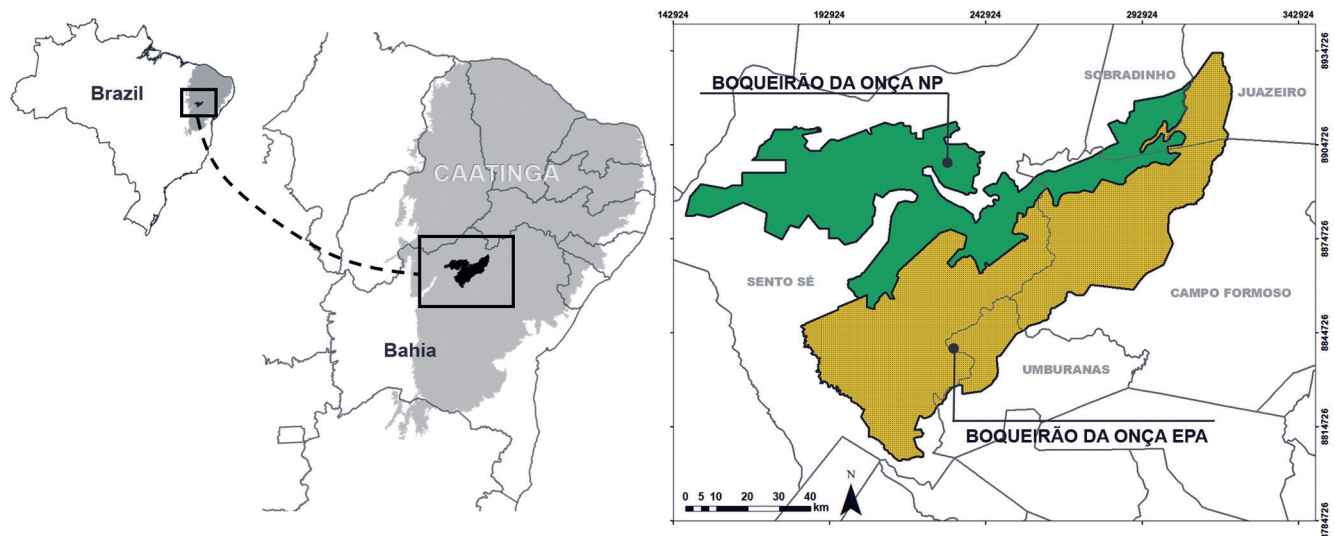 Brazil
CAATINGA
Bahia
142924 192924 242924 292924 342924
BOQUEIRÃO DA ONÇA NP
SOBRADINHO
JUAZEIRO
SENTO SÉ
CAMPO FORMOSO
UMBURANAS
BOQUEIRÃO DA ONÇA EPA
N
0 5 10 20 30 40
km
8934726
8904726
8874726
8844726
8814726
8784726